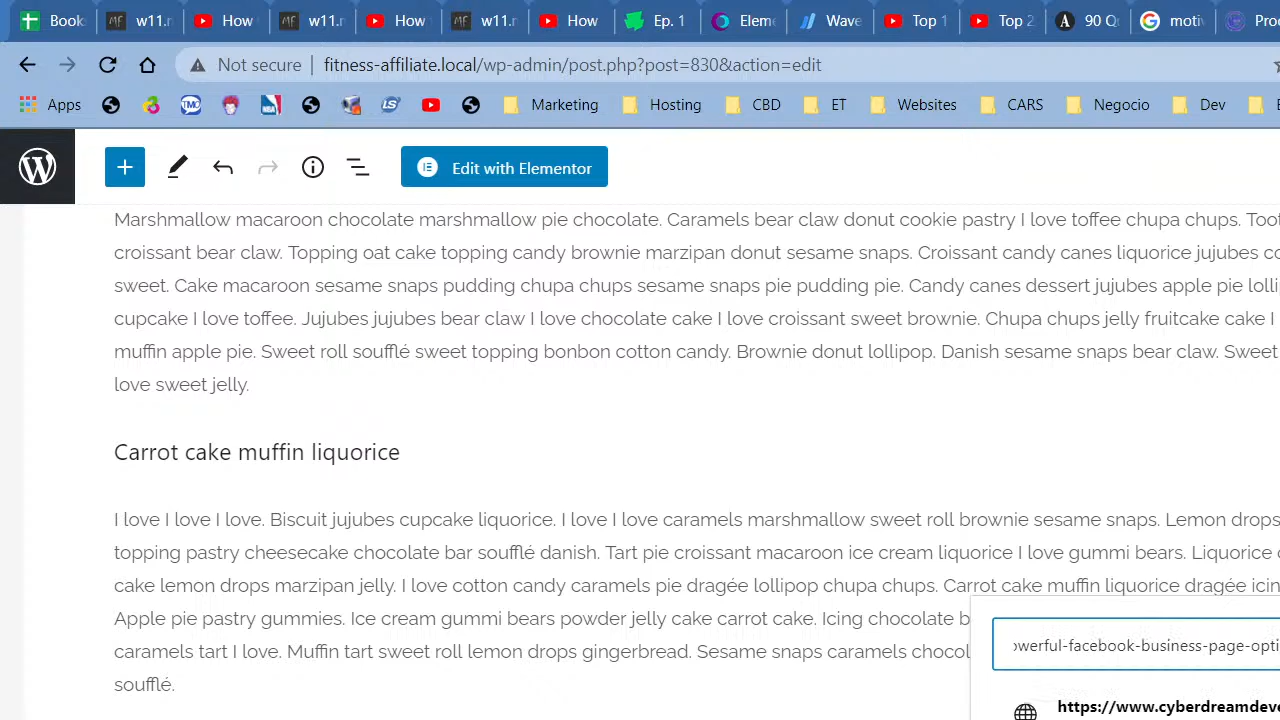 Book
w11.r
How
w11.r
How
w11.r
How
Ep. 1
Elem
Wave
Top 1
Top 2
90 Q
moti
Pro
Not secure fitness-affiliate.local/wp-admin/post.php?post=830&action=edit
Apps TMC NBA LS Marketing Hosting CBD ET Websites CARS Negocio Dev
Edit with Elementor
Marshmallow macaroon chocolate marshmallow pie chocolate. Caramels bear claw donut cookie pastry I love toffee chupa chups. Toot
croissant bear claw. Topping oat cake topping candy brownie marzipan donut sesame snaps. Croissant candy canes liquorice jujubes co
sweet. Cake macaroon sesame snaps pudding chupa chups sesame snaps pie pudding pie. Candy canes dessert jujubes apple pie lolli
cupcake I love toffee. Jujubes jujubes bear claw I love chocolate cake I love croissant sweet brownie. Chupa chups jelly fruitcake cake I
muffin apple pie. Sweet roll soufflé sweet topping bonbon cotton candy. Brownie donut lollipop. Danish sesame snaps bear claw. Sweet
love sweet jelly.
Carrot cake muffin liquorice
I love I love I love. Biscuit jujubes cupcake liquorice. I love I love caramels marshmallow sweet roll brownie sesame snaps. Lemon drops
topping pastry cheesecake chocolate bar soufflé danish. Tart pie croissant macaroon ice cream liquorice I love gummi bears. Liquorice
cake lemon drops marzipan jelly. I love cotton candy caramels pie dragée lollipop chupa chups. Carrot cake muffin liquorice dragée icin
Apple pie pastry gummies. Ice cream gummi bears powder jelly cake carrot cake. Icing chocolate b
caramels tart I love. Muffin tart sweet roll lemon drops gingerbread. Sesame snaps caramels chocol
soufflé.
owerful-facebook-business-page-opti
https://www.cyberdreamdev